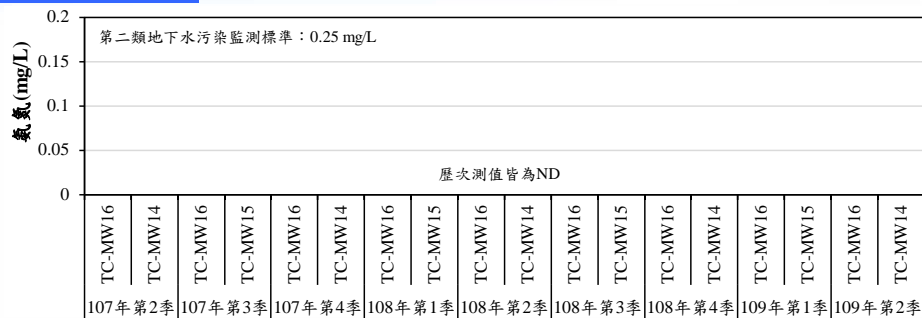 0.2
第二類地下水污染監測標準：0.25 mg/L
0.15
0.1
0.05
0
氨氮(mg/L)
歷次測值皆為ND
TC-MW16 TC-MW14 TC-MW16 TC-MW15 TC-MW16 TC-MW14 TC-MW16 TC-MW15 TC-MW16 TC-MW14 TC-MW16 TC-MW15 TC-MW16 TC-MW14 TC-MW16 TC-MW15 TC-MW16 TC-MW14
107年第2季 107年第3季 107年第4季 108年第1季 108年第2季 108年第3季 108年第4季 109年第1季 109年第2季